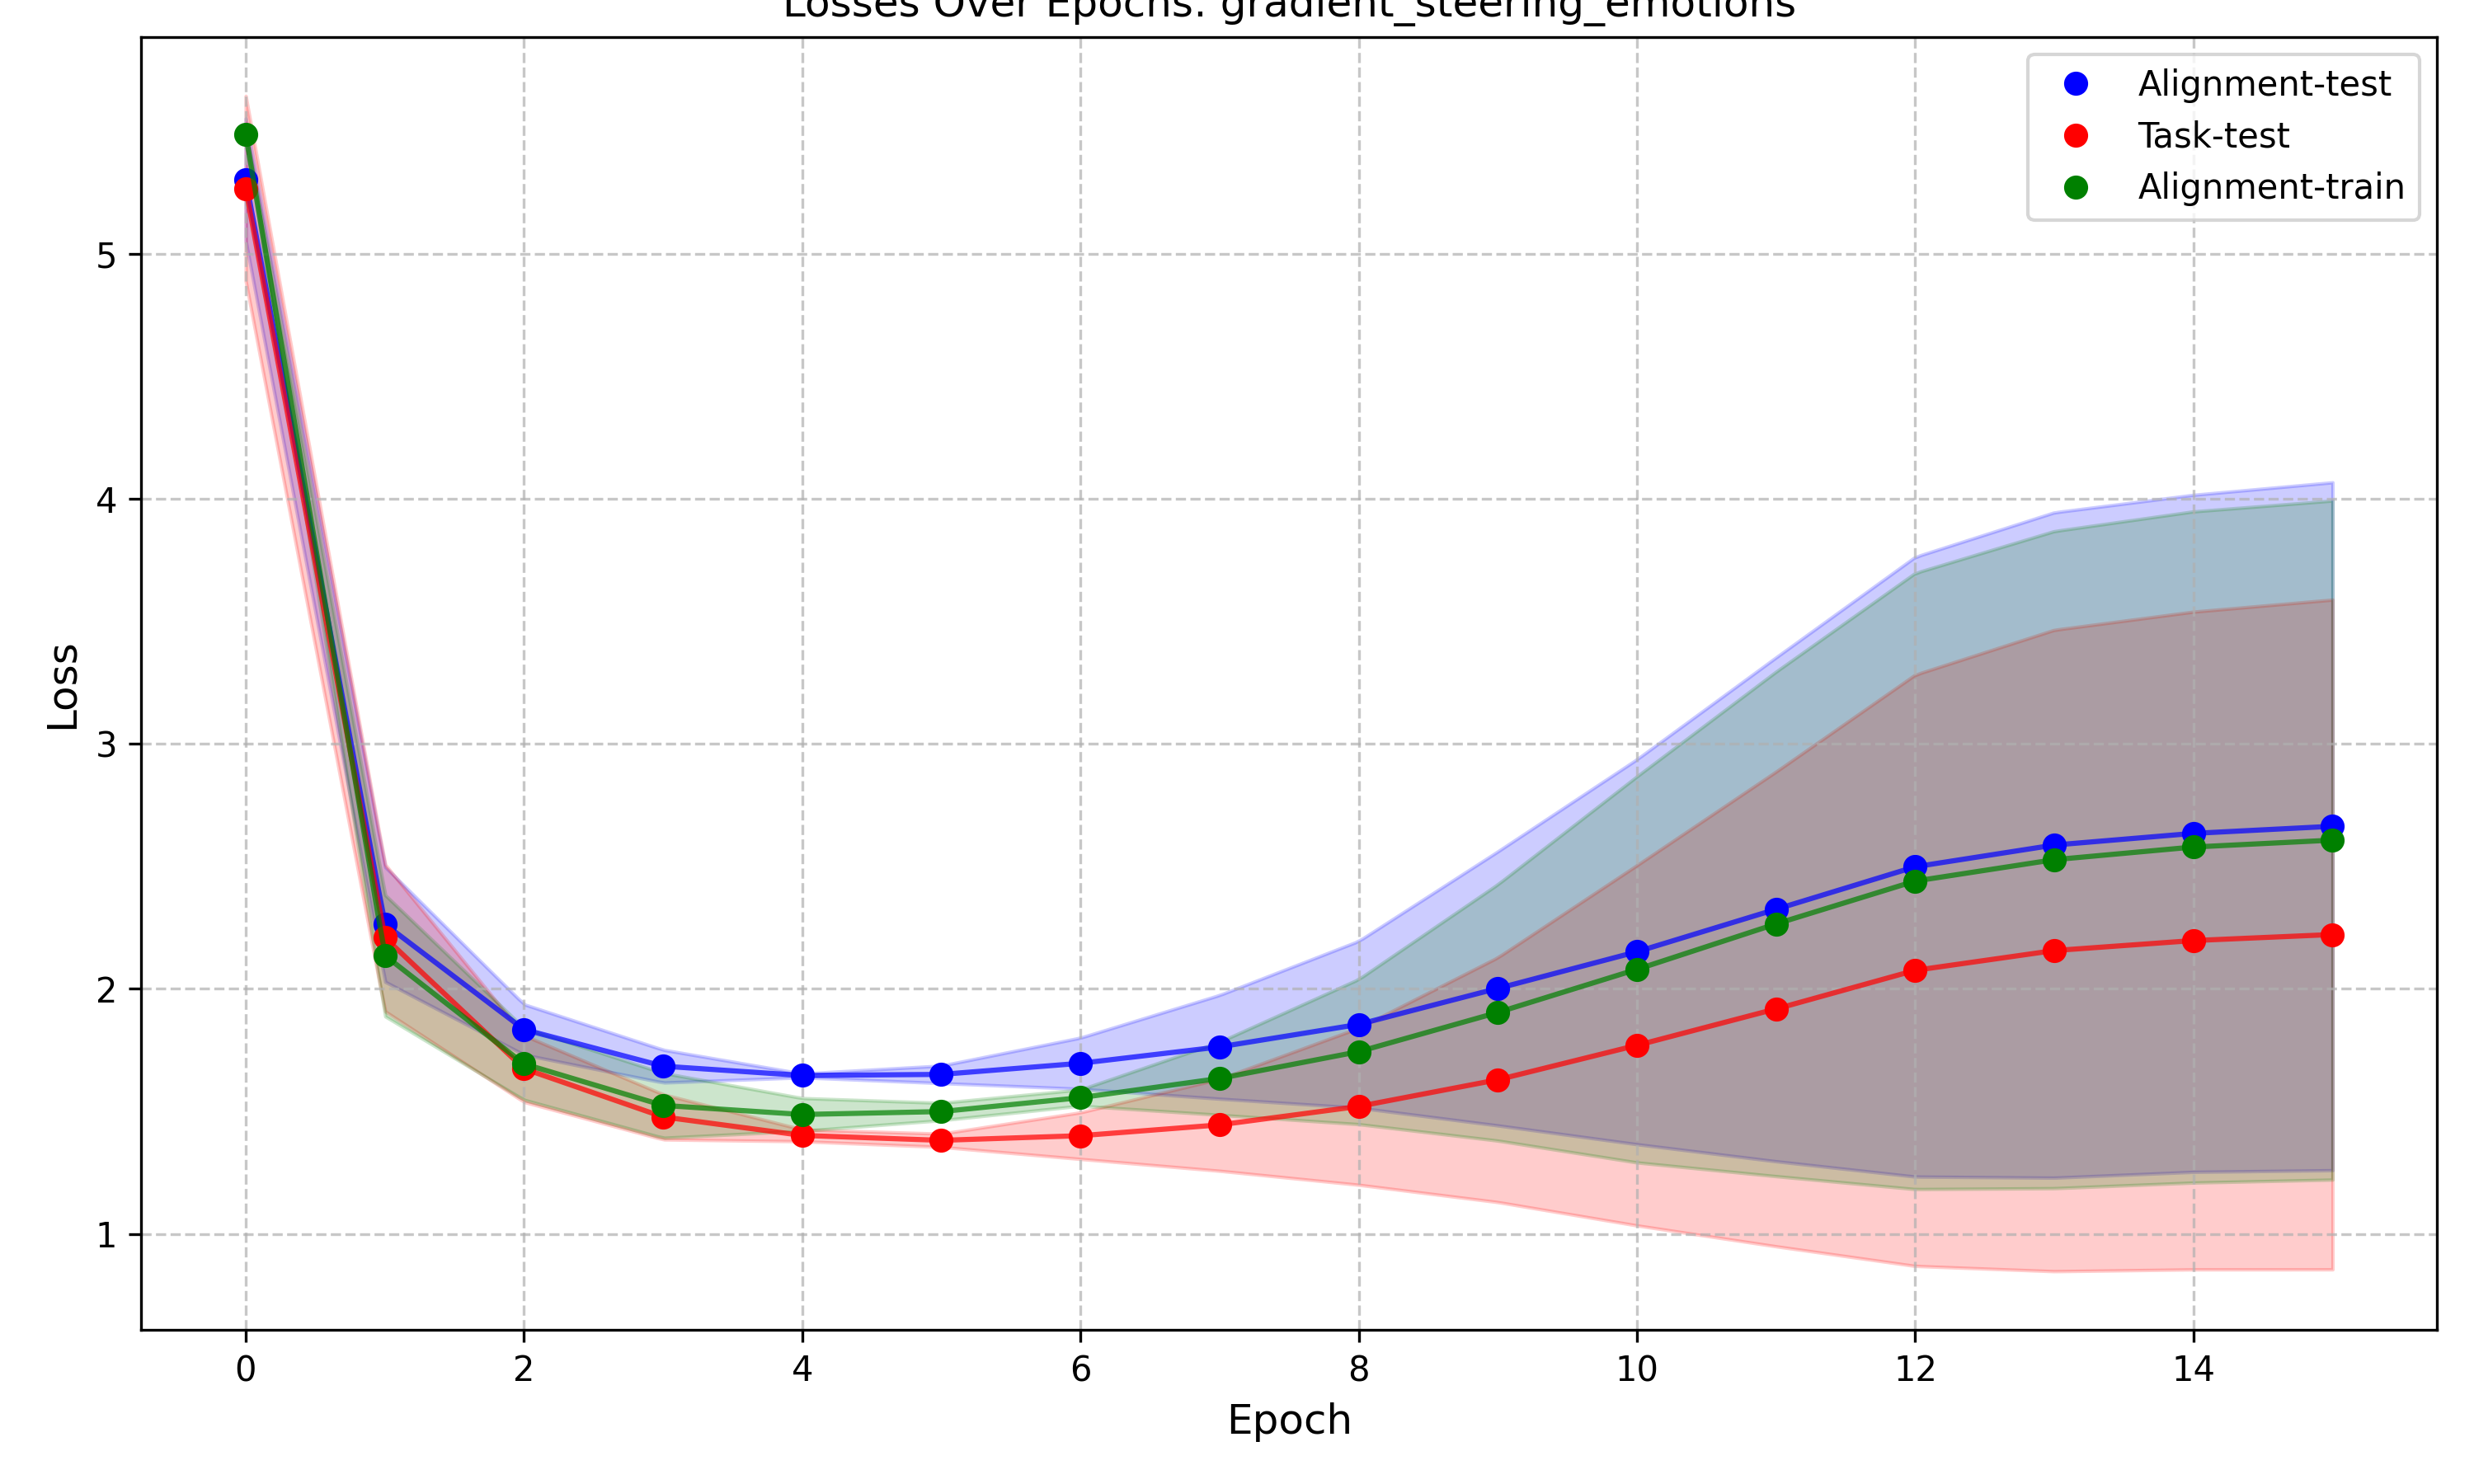 Losses Over Epochs: gradient_steering_emotions
Alignment-test
Task-test
Alignment-train
Loss
5
4
3
2
1
0 2 4 6 8 10 12 14
Epoch